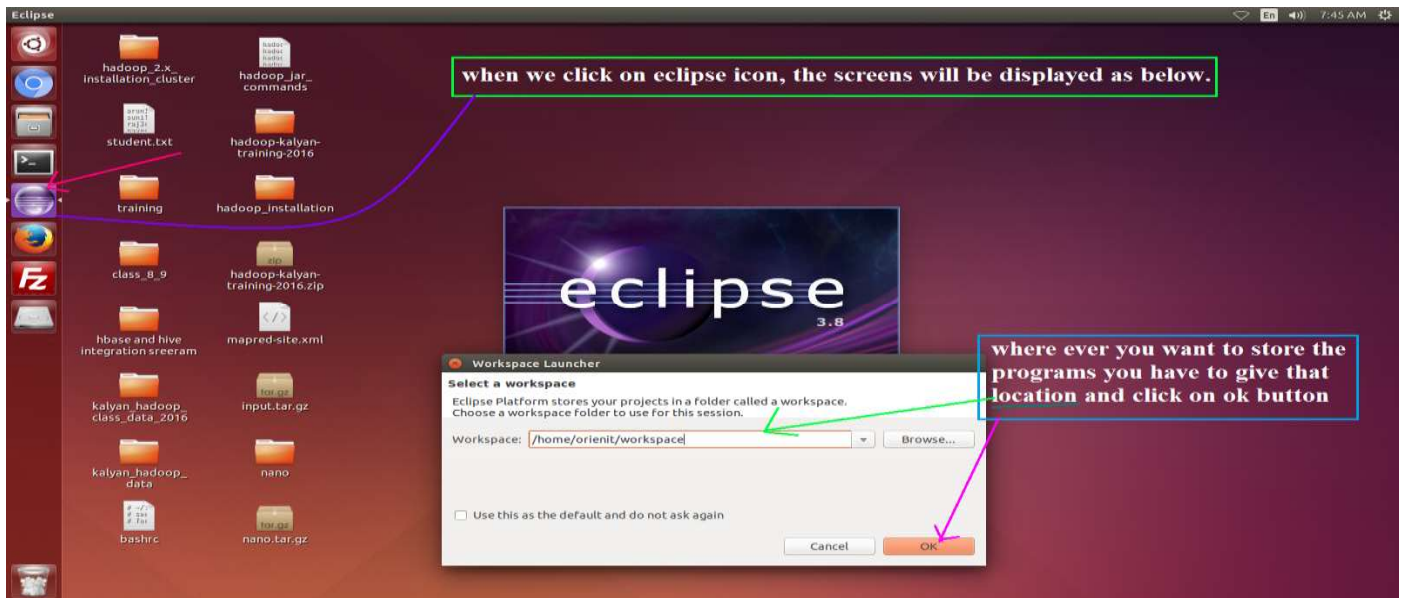 Eclipse
En
7:45 AM
hadoop_2.x_
installation_cluster
hadoop_jar_
commands
student.txt
hadoop-kalyan-
training-2016
training
hadoop_installation
class_8_9
zip
hadoop-kalyan-
training-2016.zip
hbase and hive
integration sreeram
</>
mapred-site.xml
kalyan_hadoop_
class_data_2016
tar.gz
input.tar.gz
kalyan_hadoop_
data
nano
bashrc
tar.gz
nano.tar.gz
>_
Fz
when we click on eclipse icon, the screens will be displayed as below.
eclipse
3.8
Workspace Launcher
Select a workspace
Eclipse Platform stores your projects in a folder called a workspace.
Choose a workspace folder to use for this session.
Workspace: /home/orienit/workspace
Browse...
Use this as the default and do not ask again
Cancel
OK
where ever you want to store the
programs you have to give that
location and click on ok button